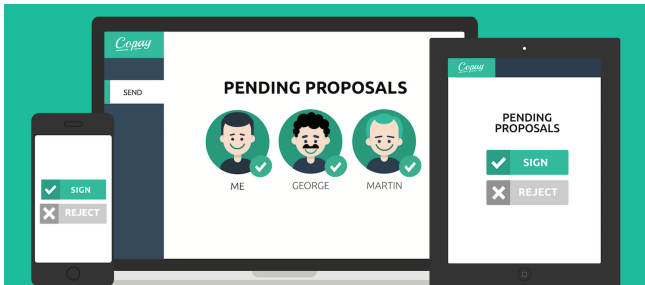 Copay
SEND
PENDING PROPOSALS
ME
GEORGE
MARTIN
SIGN
REJECT
Copay
PENDING
PROPOSALS
SIGN
REJECT